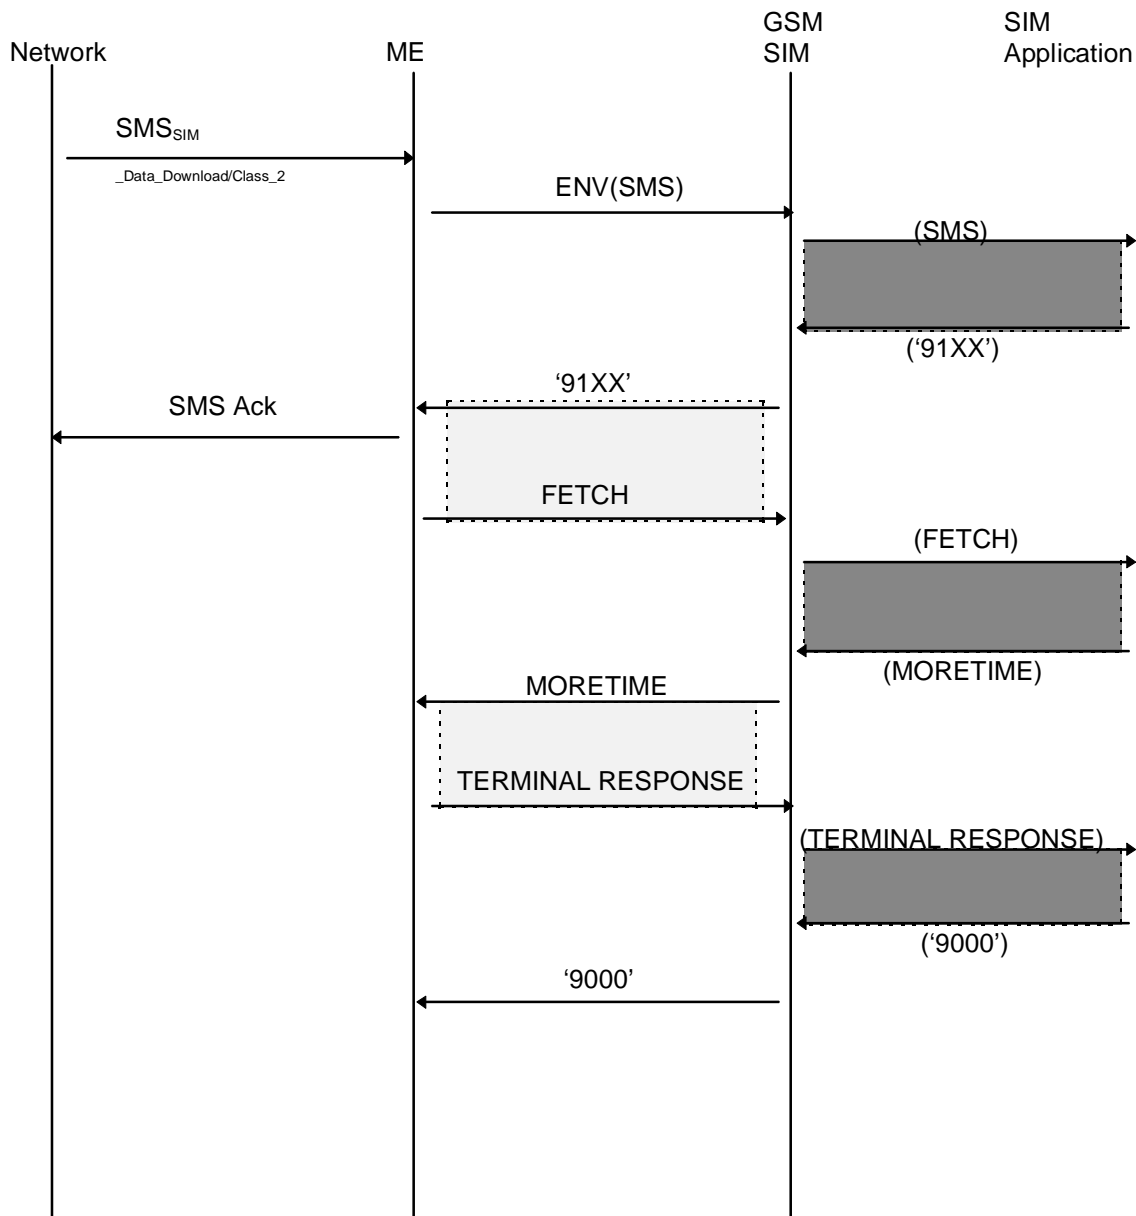 GSM
SIM
SIM
Application
Network
ME
SMSSIM
_Data_Download/Class_2
ENV(SMS)
(SMS)
(‘91XX’)
‘91XX’
SMS Ack
FETCH
(FETCH)
(MORETIME)
MORETIME
TERMINAL RESPONSE
(TERMINAL RESPONSE)
(‘9000’)
‘9000’